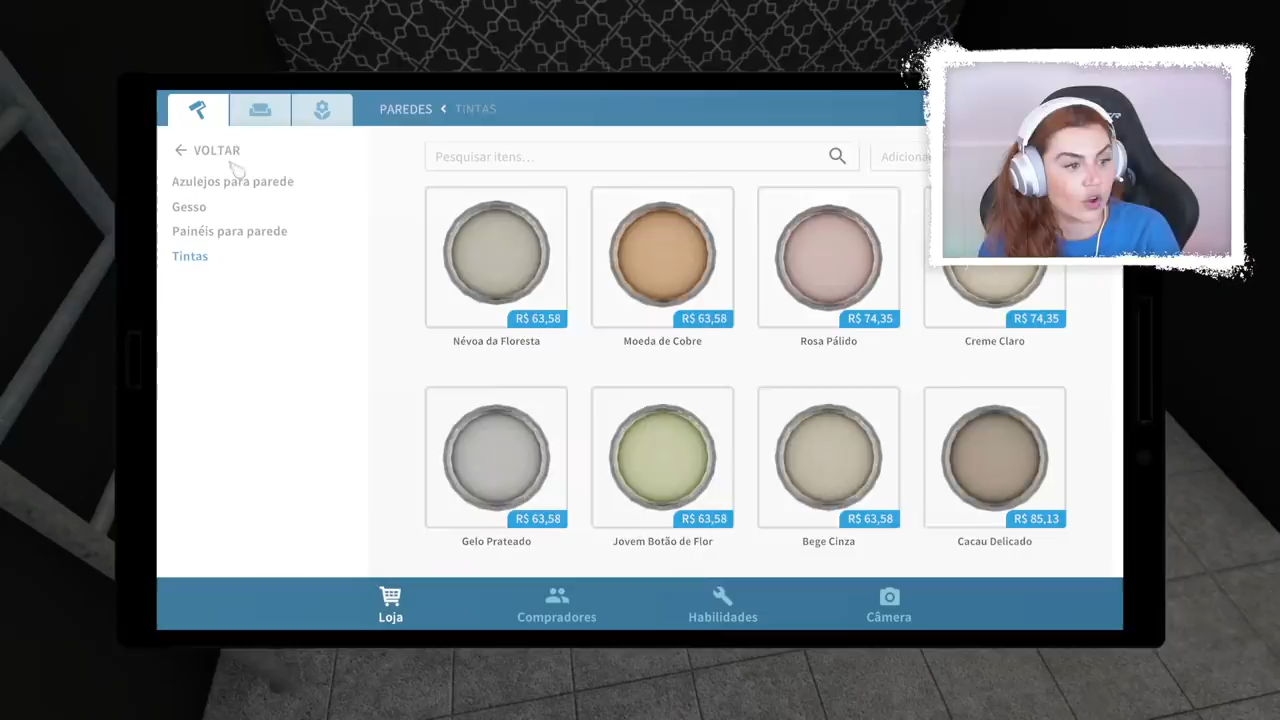 PAREDES < TINTAS
VOLTAR
Azulejos para parede
Gesso
Painéis para parede
Tintas
Pesquisar itens...
R$ 63,58
R$ 63,58
R$ 74,35
R$ 74,35
Névoa da Floresta
Moeda de Cobre
Rosa Pálido
Creme Claro
R$ 63,58
R$ 63,58
R$ 63,58
R$ 85,13
Gelo Prateado
Jovem Botão de Flor
Bege Cinza
Cacau Delicado
Loja
Compradores
Habilidades
Câmera